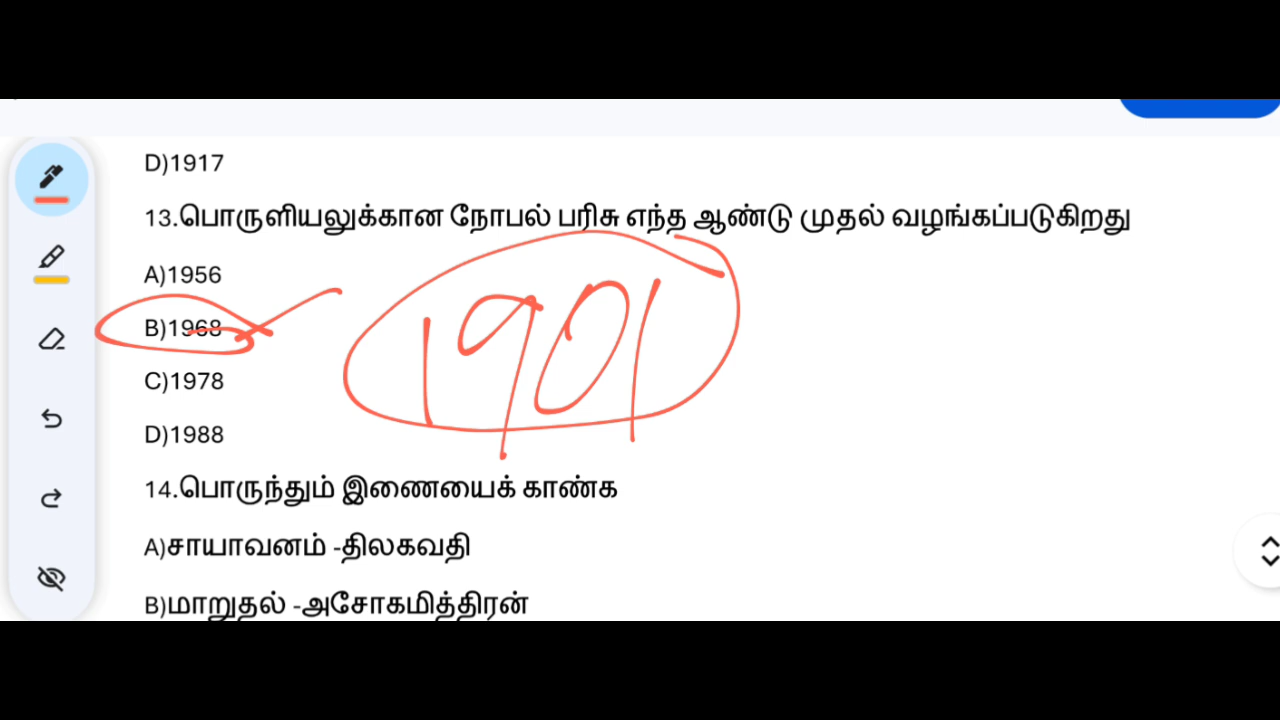 D)1917
13.பொருளியலுக்கான நோபல் பரிசு எந்த ஆண்டு முதல் வழங்கப்படுகிறது
A)1956
B)1968
1901
C)1978
D)1988
14.பொருந்தும் இணையைக் காண்க
A)சாயாவனம் -திலகவதி
B)மாறுதல் -அசோகமித்திரன்